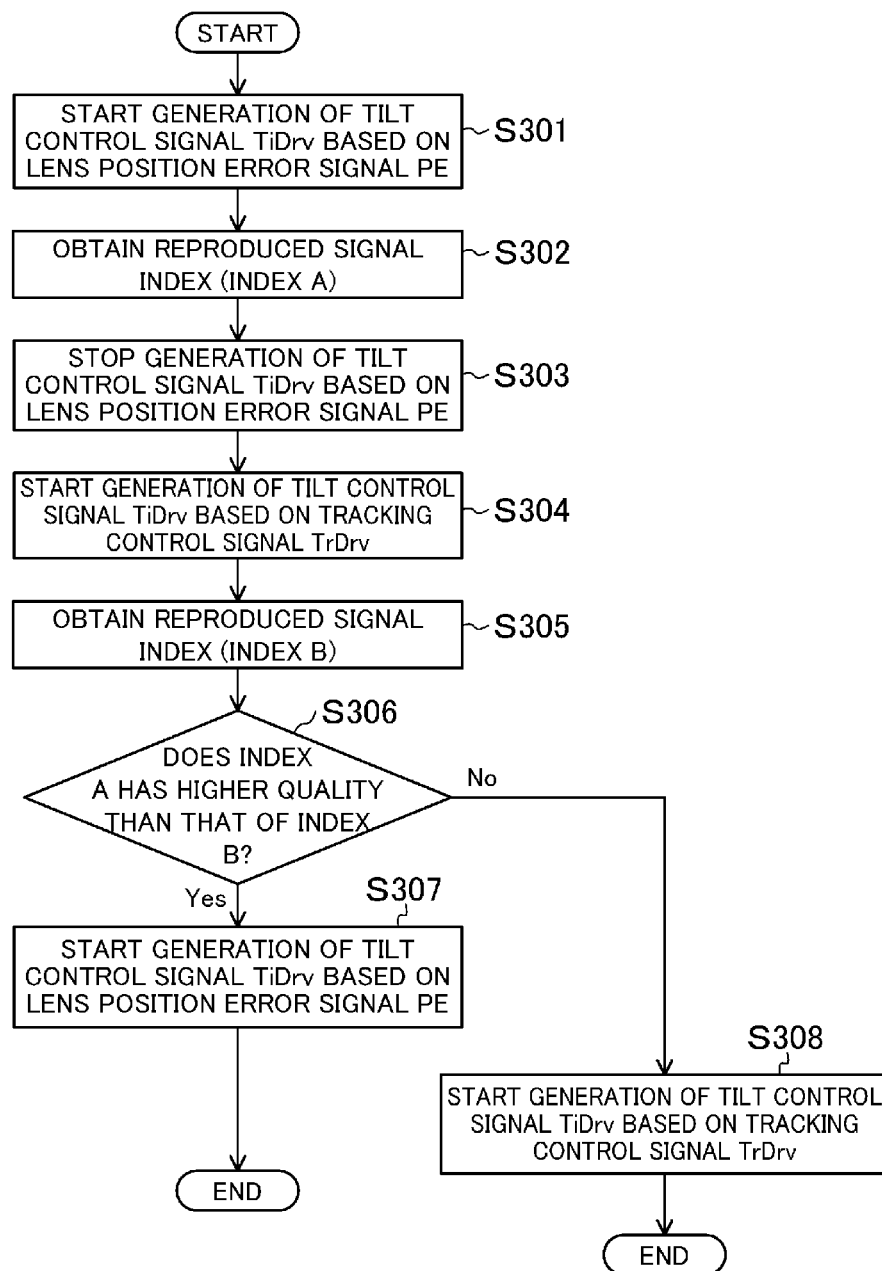 START
START GENERATION OF TILT
CONTROL SIGNAL TiDrv BASED ON
LENS POSITION ERROR SIGNAL PE
S301
OBTAIN REPRODUCED SIGNAL
INDEX (INDEX A)
S302
STOP GENERATION OF TILT
CONTROL SIGNAL TiDrv BASED ON
LENS POSITION ERROR SIGNAL PE
S303
START GENERATION OF TILT CONTROL
SIGNAL TiDrv BASED ON TRACKING
CONTROL SIGNAL TrDrv
S304
OBTAIN REPRODUCED SIGNAL
INDEX (INDEX B)
S305
S306
DOES INDEX
A HAS HIGHER QUALITY
THAN THAT OF INDEX
B?
No
Yes
S307
START GENERATION OF TILT
CONTROL SIGNAL TiDrv BASED ON
LENS POSITION ERROR SIGNAL PE
S308
START GENERATION OF TILT CONTROL
SIGNAL TiDrv BASED ON TRACKING
CONTROL SIGNAL TrDrv
END
END